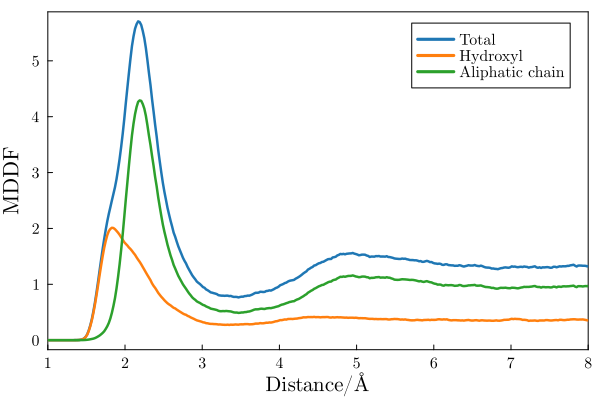 Total
Hydroxyl
Aliphatic chain
MDDF
5
4
3
2
1
0
1 2 3 4 5 6 7 8
Distance/Å